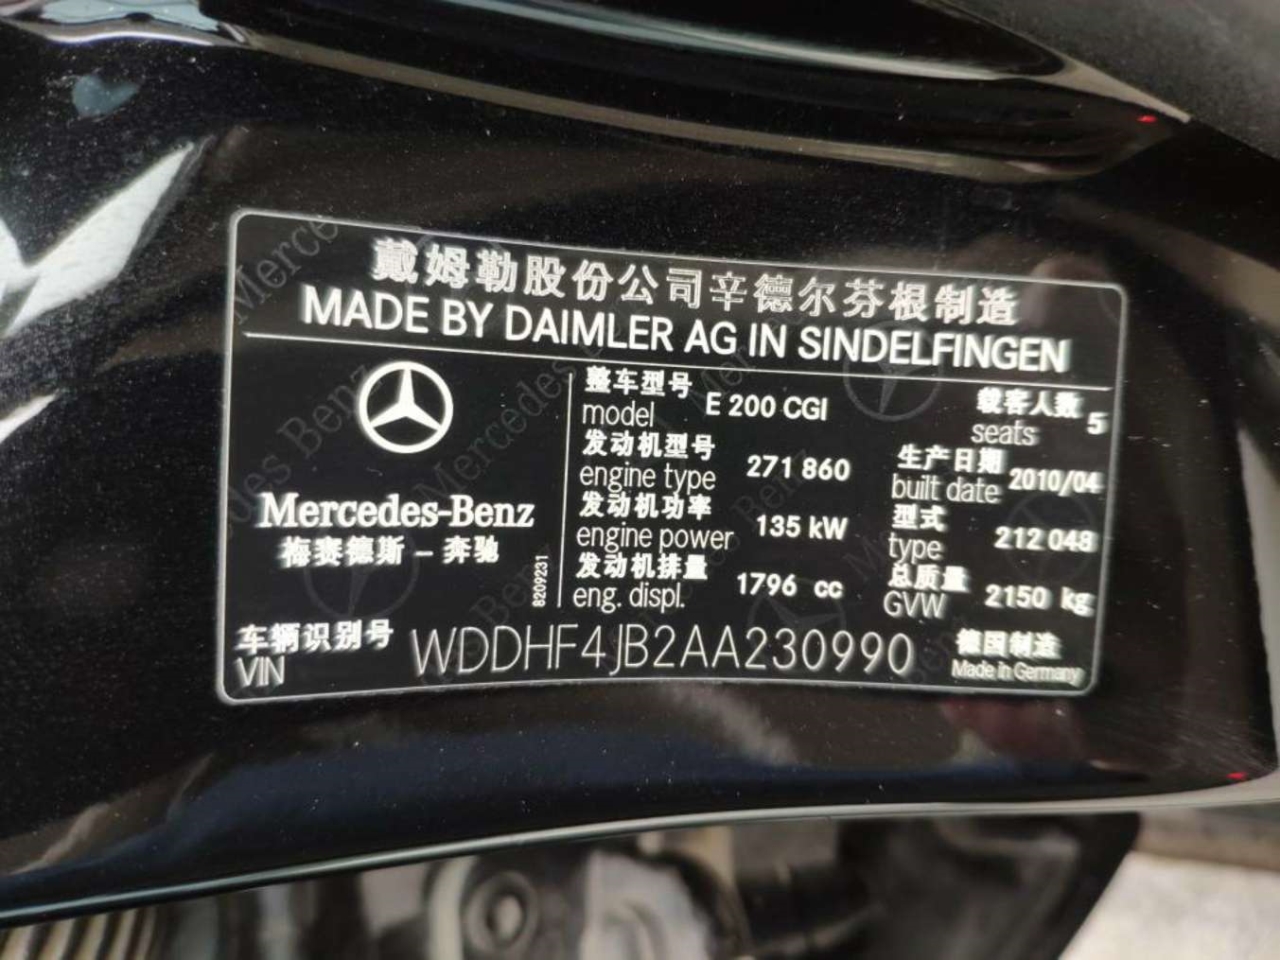 戴姆勒股份公司辛德尔芬根制造
MADE BY DAIMLER AG IN SINDELFINGEN
Mercedes-Benz
梅赛德斯－奔驰
8209231
整车型号
model E 200 CGI
载客人数
seats 5
发动机型号
engine type 271 860
生产日期
built date 2010/04
发动机功率
engine power 135 kW
型式
type 212 048
发动机排量
eng. displ. 1796 cc
总质量
GVW 2150 kg
车辆识别号
VIN WDDHF4JB2AA230990
德国制造
Made in Germany